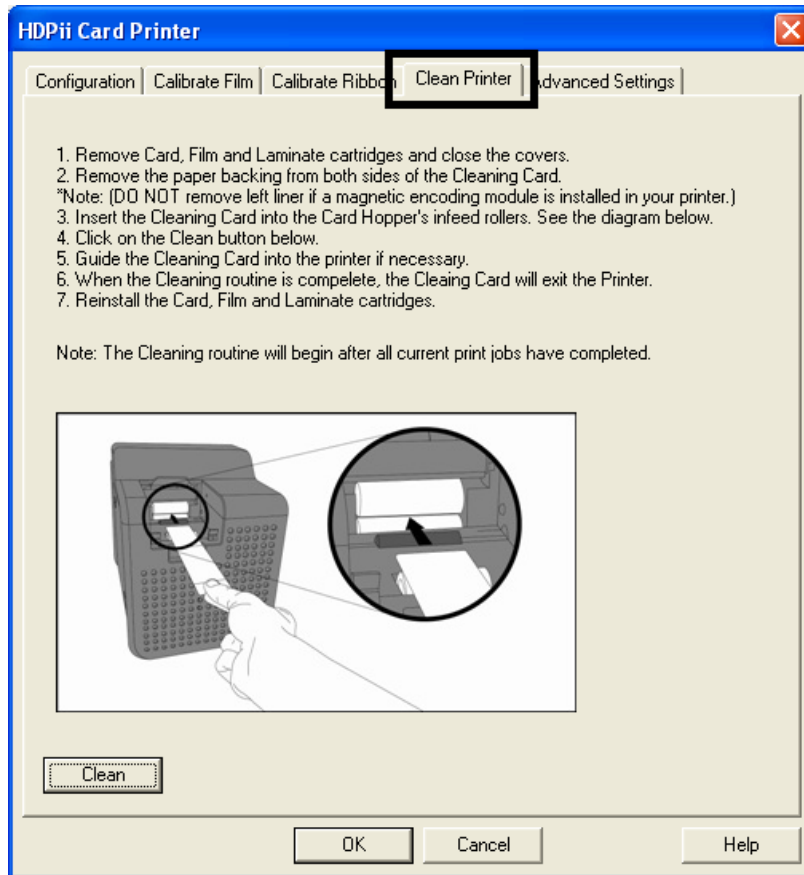 HDPii Card Printer
Configuration Calibrate Film Calibrate Ribbon Clean Printer Advanced Settings
1. Remove Card, Film and Laminate cartridges and close the covers.
2. Remove the paper backing from both sides of the Cleaning Card.
*Note: (DO NOT remove left liner if a magnetic encoding module is installed in your printer.)
3. Insert the Cleaning Card into the Card Hopper's infeed rollers. See the diagram below.
4. Click on the Clean button below.
5. Guide the Cleaning Card into the printer if necessary.
6. When the Cleaning routine is compelete, the Cleaing Card will exit the Printer.
7. Reinstall the Card, Film and Laminate cartridges.
Note: The Cleaning routine will begin after all current print jobs have completed.
Clean
OK Cancel Help